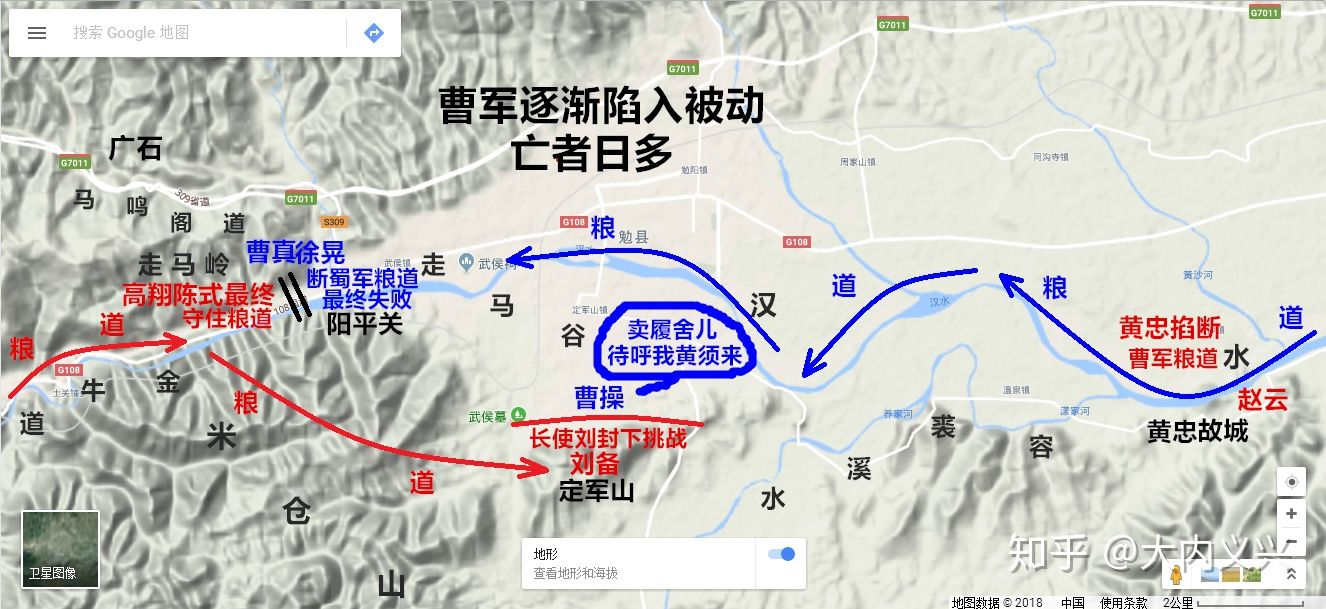 搜索 Google 地图
G7011
G7011
G7011
曹军逐渐陷入被动
亡者日多
广石
G7011
309省道
勉阳镇
周家山镇
同沟寺镇
马鸣阁道
G7011
S309
走马岭
曹真徐晃
断蜀军粮道
最终失败
高翔陈式最终
守住粮道
阳平关
108
武侯镇
武侯祠
G108
粮
勉县
汉水
G108
走马谷
定军山镇
卖履舍儿
待呼我黄须来
汉
道
汉水
粮
黄沙河
道
黄忠掐断
曹军粮道
水
赵云
黄忠故城
粮
道
G108
土关铺
道
牛
金
粮
米
道
仓
山
曹操
武侯墓
长使刘封下挑战
刘备
定军山
养家河
温泉镇
漾家河
裘
容
溪
水
卫星图像
地形
查看地形和海拔
知乎 @大内义兴
地图数据 © 2018 中国 使用条款 2公里